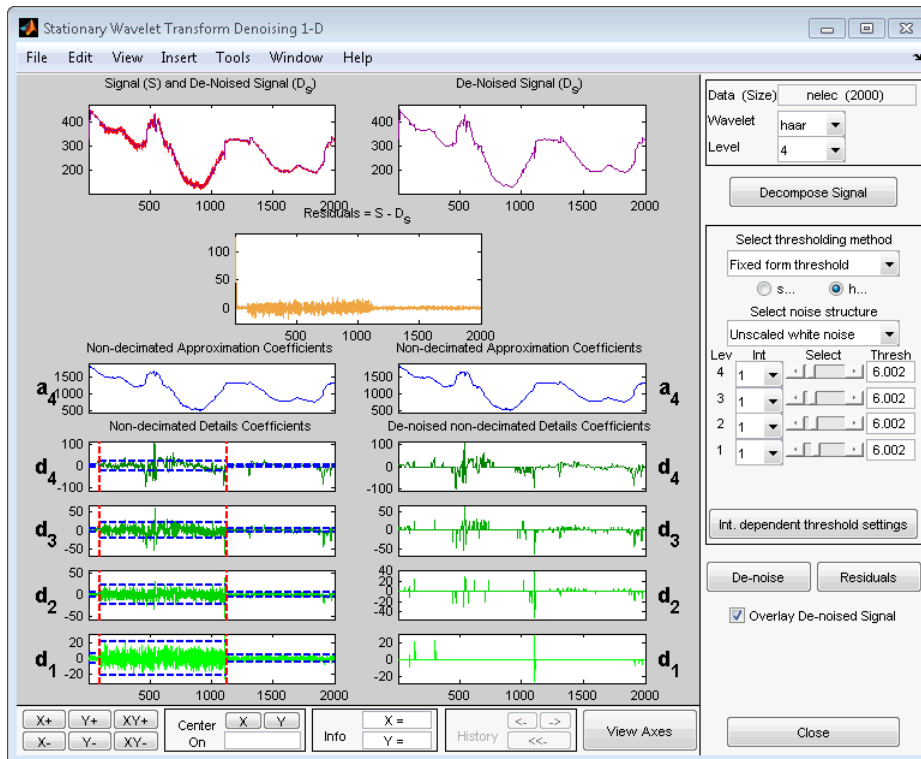 Stationary Wavelet Transform Denoising 1-D
File Edit View Insert Tools Window Help
Signal (S) and De-Noised Signal (DS)
400
300
200
500 1000 1500 2000
De-Noised Signal (DS)
400
300
200
500 1000 1500 2000
Residuals = S - DS
100
50
0
500 1000 1500 2000
Non-decimated Approximation Coefficients
a4
1500
1000
500
Non-decimated Approximation Coefficients
1500
1000
500
a4
Non-decimated Details Coefficients
d4
100
0
-100
d3
50
0
-50
d2
50
0
-50
d1
20
0
-20
500 1000 1500 2000
De-noised non-decimated Details Coefficients
100
0
-100
d4
50
0
-50
d3
40
20
0
-20
-40
d2
20
0
-20
d1
500 1000 1500 2000
Data (Size) nelec (2000)
Wavelet haar
Level 4
Decompose Signal
Select thresholding method
Fixed form threshold
s... h...
Select noise structure
Unscaled white noise
Lev Int Select Thresh
4 1 6.002
3 1 6.002
2 1 6.002
1 1 6.002
Int. dependent threshold settings
De-noise Residuals
Overlay De-noised Signal
Close
X+ Y+ XY+
X- Y- XY-
Center On X Y
Info X = Y =
History <- -> <<-
View Axes